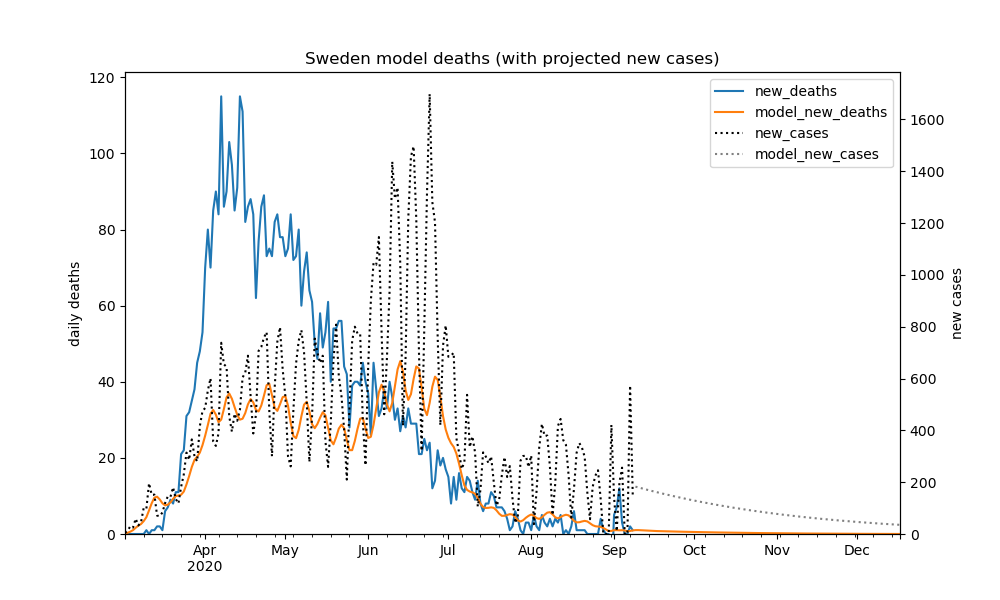 Sweden model deaths (with projected new cases)
120
100
80
60
40
20
0
daily deaths
new_deaths
model_new_deaths
new_cases
model_new_cases
1600
1400
1200
1000
800
600
400
200
0
new cases
Apr May Jun Jul Aug Sep Oct Nov Dec
2020